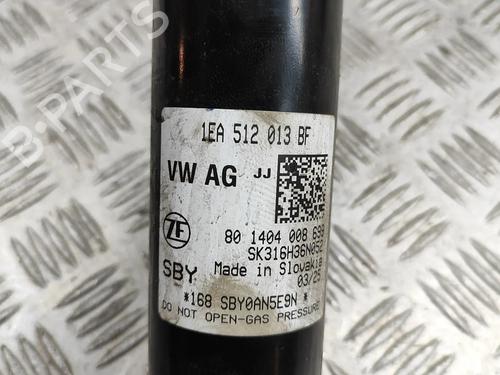 1EA 512 013 BF
VW AG JJ
80 1404 008 699
ZF
SK316H36N052
SBY Made in Slovakia
03/25
*168 SBY0AN5E9N *
DO NOT OPEN-GAS PRESSURE
B-Parts